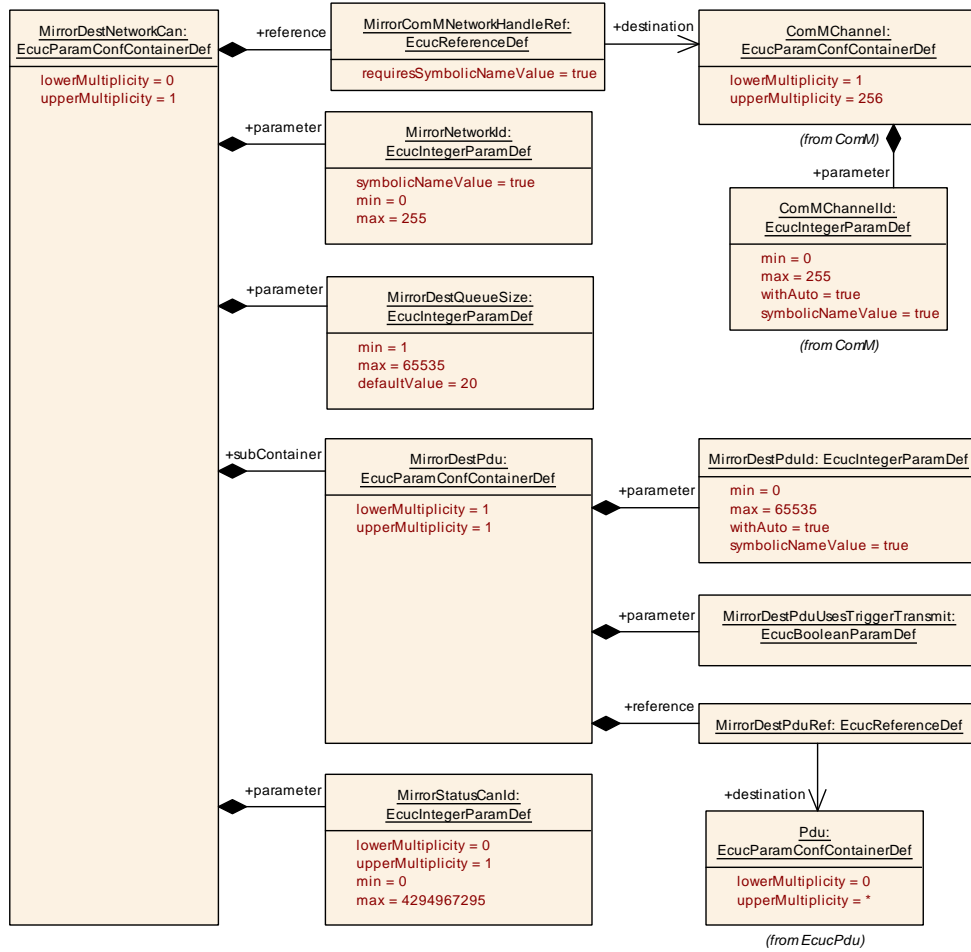 MirrorDestNetworkCan:
EcucParamConfContainerDef
lowerMultiplicity = 0
upperMultiplicity = 1
+reference
MirrorComMNetworkHandleRef:
EcucReferenceDef
requiresSymbolicNameValue = true
+destination
ComMChannel:
EcucParamConfContainerDef
lowerMultiplicity = 1
upperMultiplicity = 256
(from ComM)
+parameter
MirrorNetworkId:
EcucIntegerParamDef
symbolicNameValue = true
min = 0
max = 255
+parameter
ComMChannelId:
EcucIntegerParamDef
min = 0
max = 255
withAuto = true
symbolicNameValue = true
(from ComM)
+parameter
MirrorDestQueueSize:
EcucIntegerParamDef
min = 1
max = 65535
defaultValue = 20
+subContainer
MirrorDestPdu:
EcucParamConfContainerDef
lowerMultiplicity = 1
upperMultiplicity = 1
+parameter
MirrorDestPduId: EcucIntegerParamDef
min = 0
max = 65535
withAuto = true
symbolicNameValue = true
+parameter
MirrorDestPduUsesTriggerTransmit:
EcucBooleanParamDef
+reference
MirrorDestPduRef: EcucReferenceDef
+destination
Pdu:
EcucParamConfContainerDef
lowerMultiplicity = 0
upperMultiplicity = *
(from EcucPdu)
+parameter
MirrorStatusCanId:
EcucIntegerParamDef
lowerMultiplicity = 0
upperMultiplicity = 1
min = 0
max = 4294967295